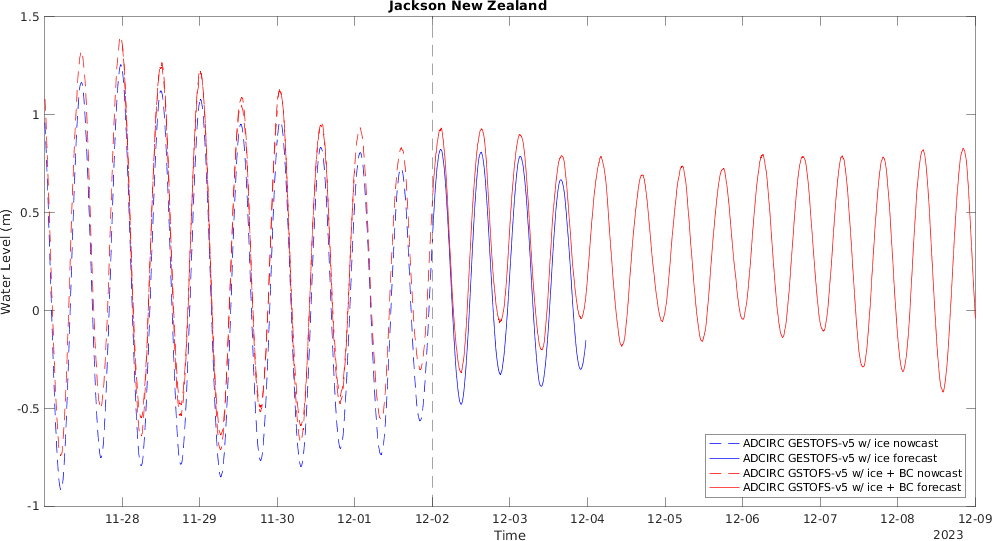 Jackson New Zealand
1.5
1
0.5
0
-0.5
-1
Water Level (m)
ADCIRC GESTOFS-v5 w/ ice nowcast
ADCIRC GESTOFS-v5 w/ ice forecast
ADCIRC GSTOFS-v5 w/ ice + BC nowcast
ADCIRC GSTOFS-v5 w/ ice + BC forecast
11-28 11-29 11-30 12-01 12-02 12-03 12-04 12-05 12-06 12-07 12-08 12-09
Time
2023